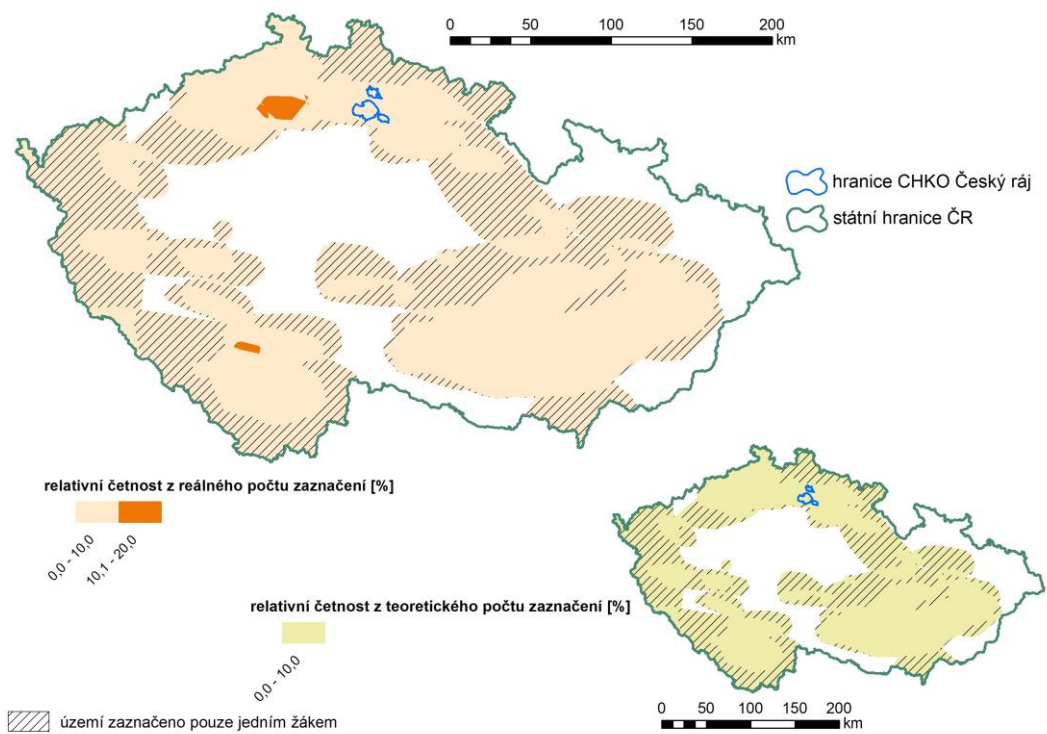 0 50 100 150 200
km
hranice CHKO Český ráj
státní hranice ČR
relativní četnost z reálného počtu zaznačení [%]
0,0 - 10,0
10,1 - 20,0
relativní četnost z teoretického počtu zaznačení [%]
0,0 - 10,0
území zaznačeno pouze jedním žákem
0 50 100 150 200
km